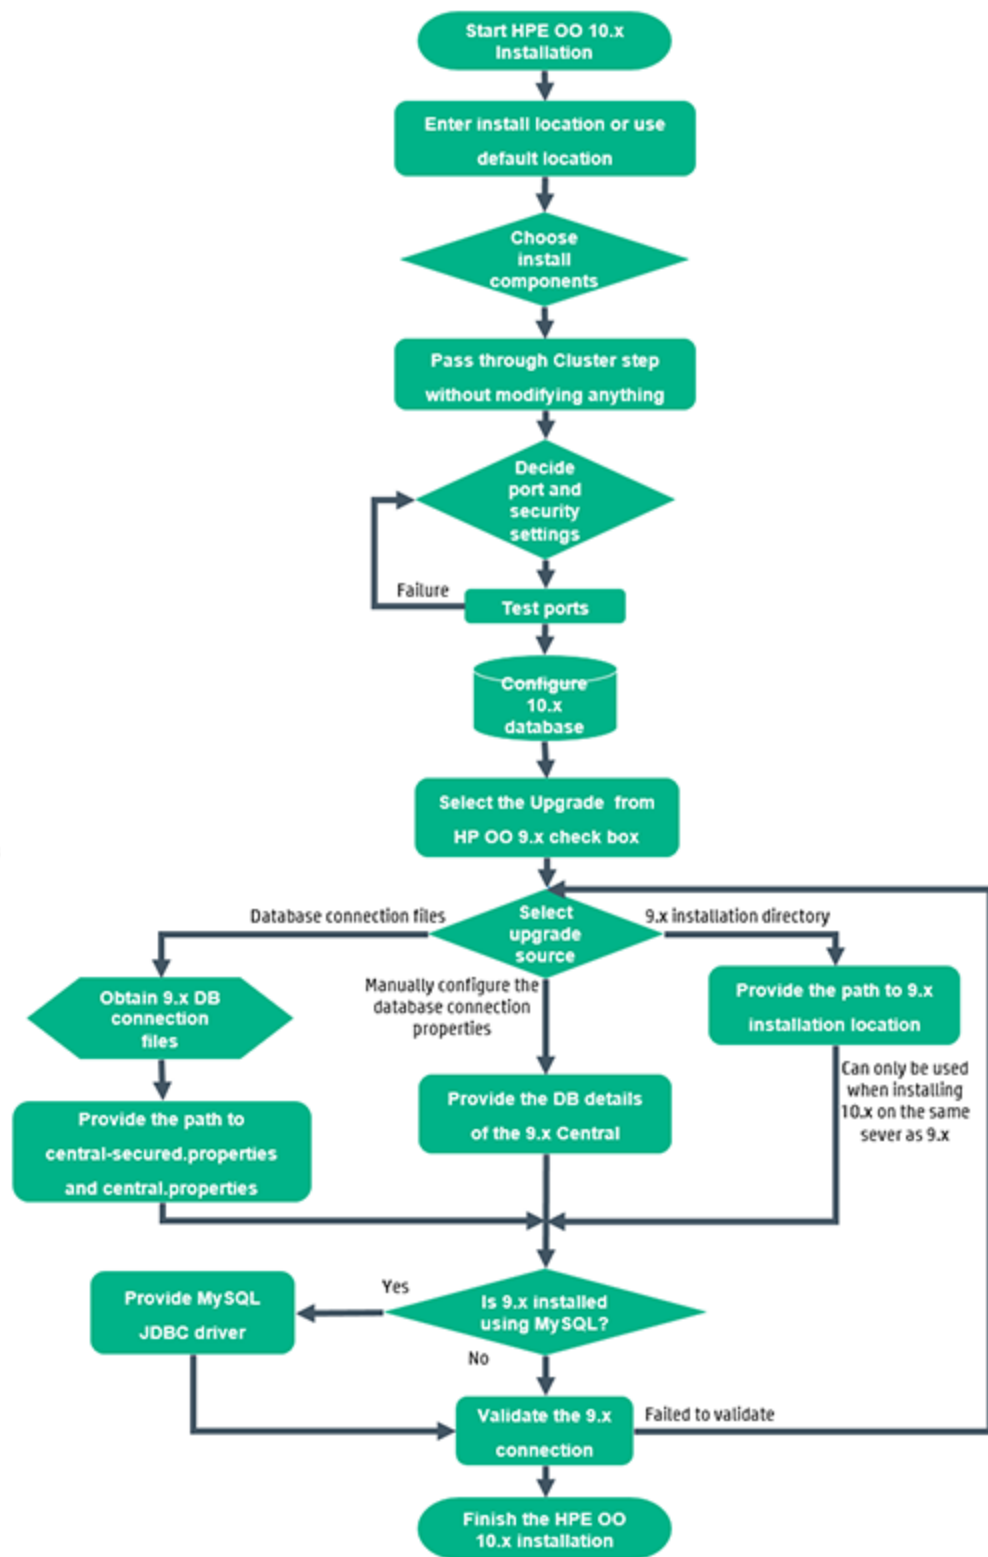 Start HPE OO 10.x
Installation
Enter install location or use
default location
Choose
install
components
Pass through Cluster step
without modifying anything
Decide
port and
security
settings
Failure
Test ports
Configure
10.x
database
Select the Upgrade from
HP OO 9.x check box
Database connection files
Select
upgrade
source
9.x installation directory
Manually configure the
database connection
properties
Obtain 9.x DB
connection
files
Provide the path to 9.x
installation location
Can only be used
when installing
10.x on the same
sever as 9.x
Provide the path to
central-secured.properties
and central.properties
Provide the DB details
of the 9.x Central
Yes
Is 9.x installed
using MySQL?
Provide MySQL
JDBC driver
No
Validate the 9.x
connection
Failed to validate
Finish the HPE OO
10.x installation